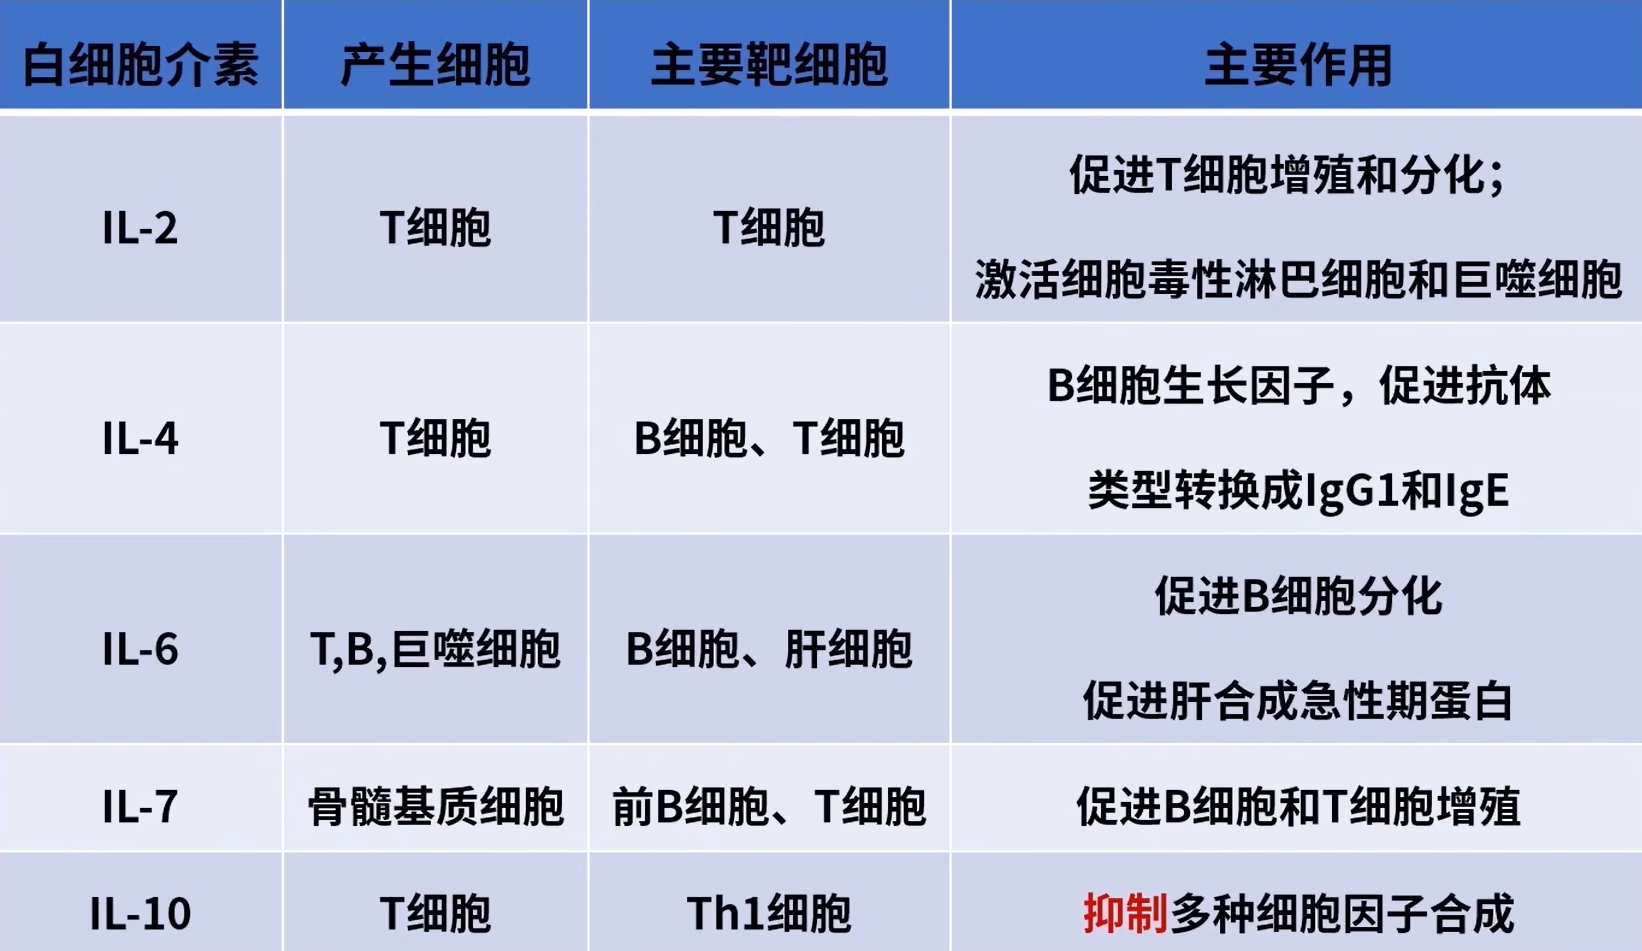 白细胞介素 产生细胞 主要靶细胞 主要作用
IL-2 T细胞 T细胞 促进T细胞增殖和分化；
激活细胞毒性淋巴细胞和巨噬细胞
IL-4 T细胞 B细胞、T细胞 B细胞生长因子，促进抗体
类型转换成IgG1和IgE
IL-6 T,B,巨噬细胞 B细胞、肝细胞 促进B细胞分化
促进肝合成急性期蛋白
IL-7 骨髓基质细胞 前B细胞、T细胞 促进B细胞和T细胞增殖
IL-10 T细胞 Th1细胞 抑制多种细胞因子合成